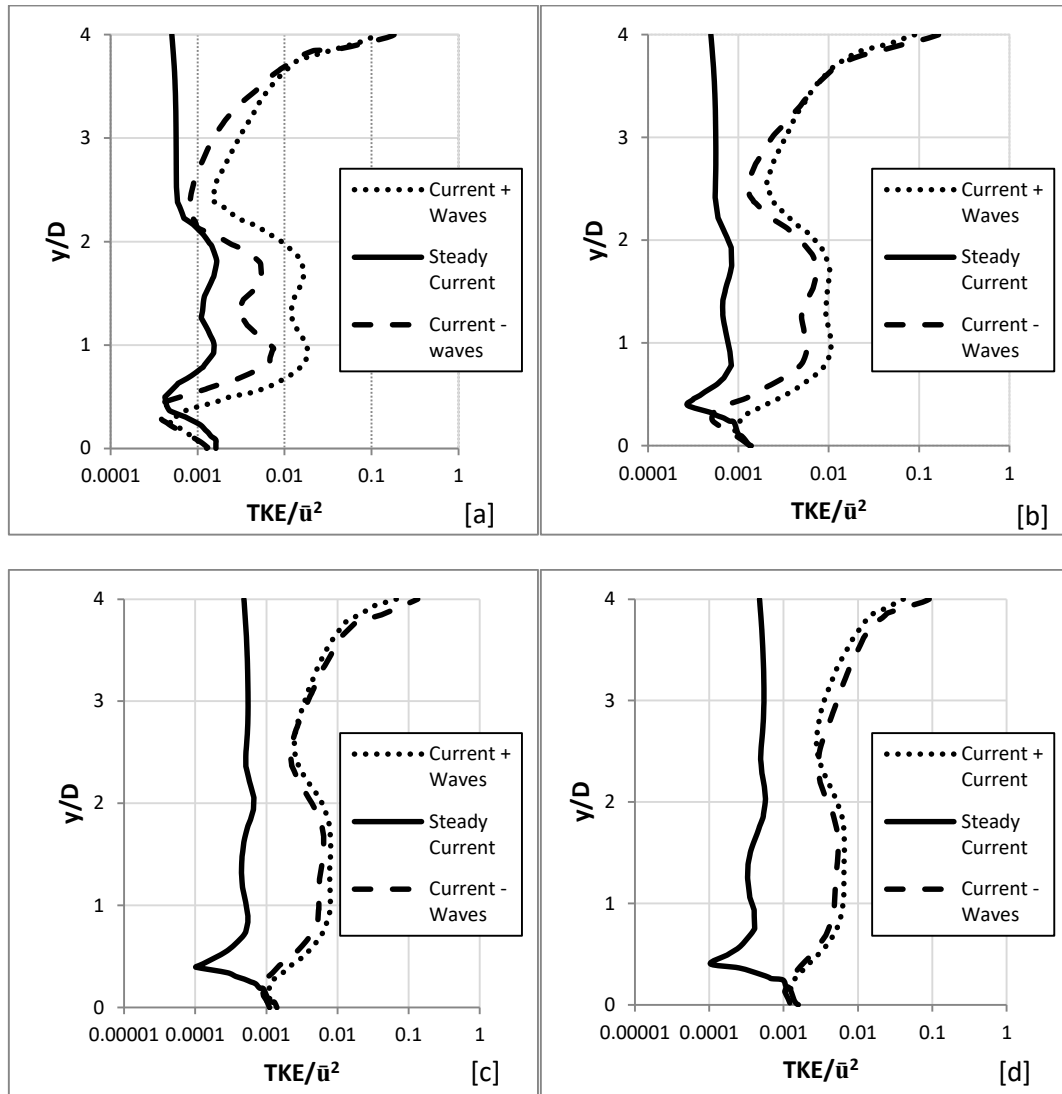 4
3
2
1
0
y/D
0.0001
0.001
0.01
0.1
1
TKE/ū²
[a]
Current +
Waves
Steady
Current
Current -
waves
4
3
2
1
0
y/D
0.0001
0.001
0.01
0.1
1
TKE/ū²
[b]
Current +
Waves
Steady
Current
Current -
Waves
4
3
2
1
0
y/D
0.00001
0.0001
0.001
0.01
0.1
1
TKE/ū²
[c]
Current +
Waves
Steady
Current
Current -
Waves
4
3
2
1
0
y/D
0.00001
0.0001
0.001
0.01
0.1
1
TKE/ū²
[d]
Current +
Current
Steady
Current
Current -
Waves